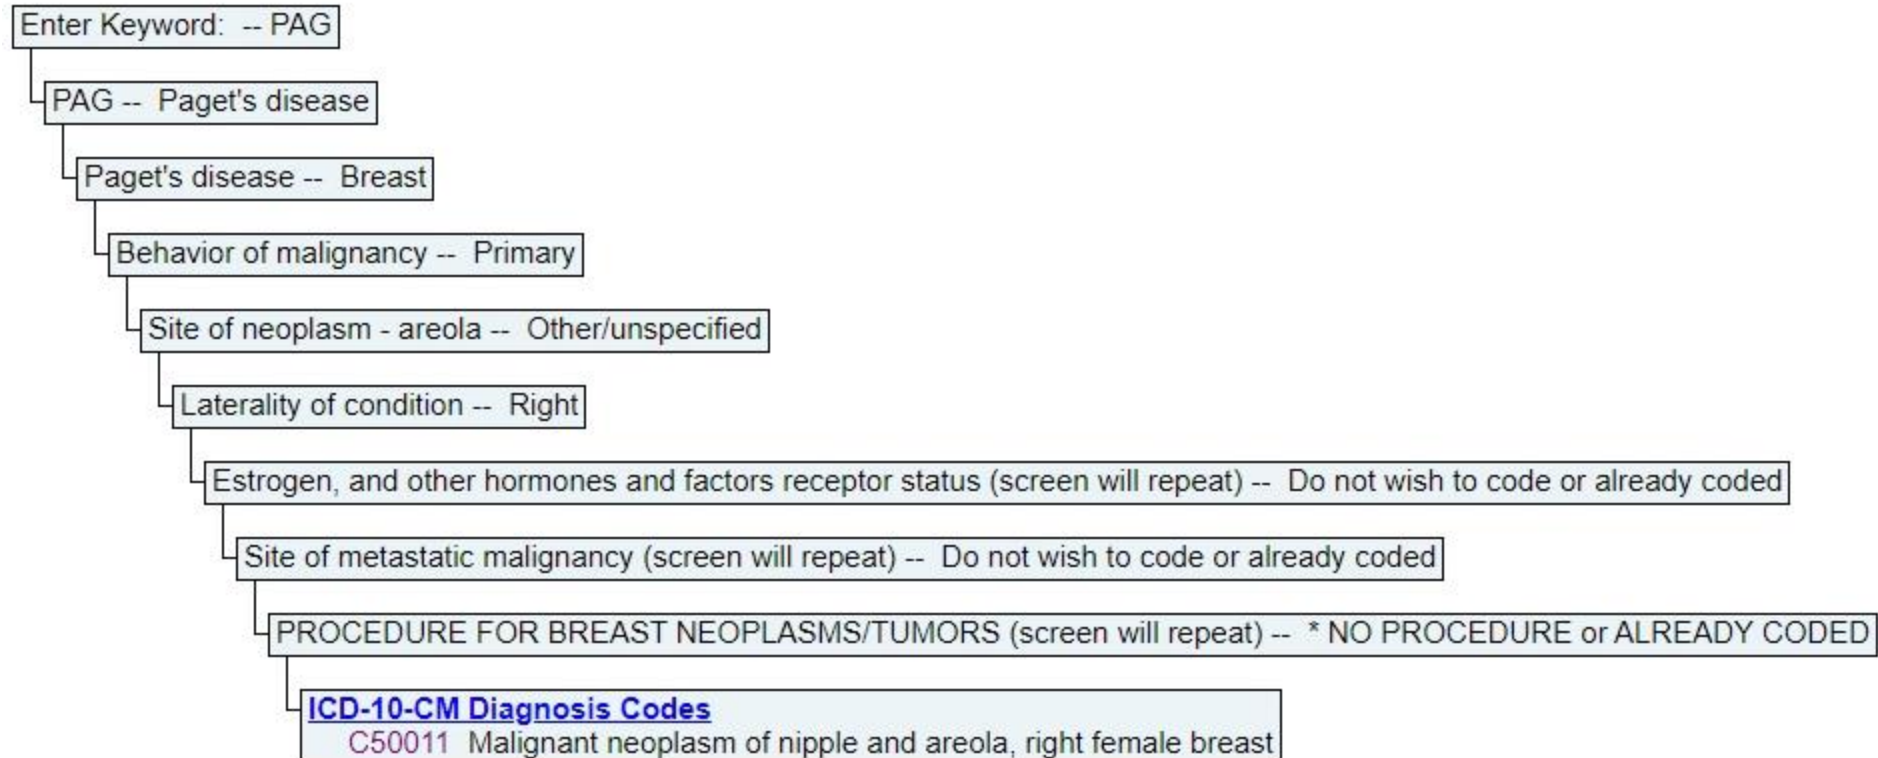 Enter Keyword:  -- PAG
PAG --  Paget's disease
Paget's disease --  Breast
Behavior of malignancy --  Primary
Site of neoplasm - areola --  Other/unspecified
Laterality of condition --  Right
Estrogen, and other hormones and factors receptor status (screen will repeat) --  Do not wish to code or already coded
Site of metastatic malignancy (screen will repeat) --  Do not wish to code or already coded
PROCEDURE FOR BREAST NEOPLASMS/TUMORS (screen will repeat) --  * NO PROCEDURE or ALREADY CODED
ICD-10-CM Diagnosis Codes
C50011  Malignant neoplasm of nipple and areola, right female breast